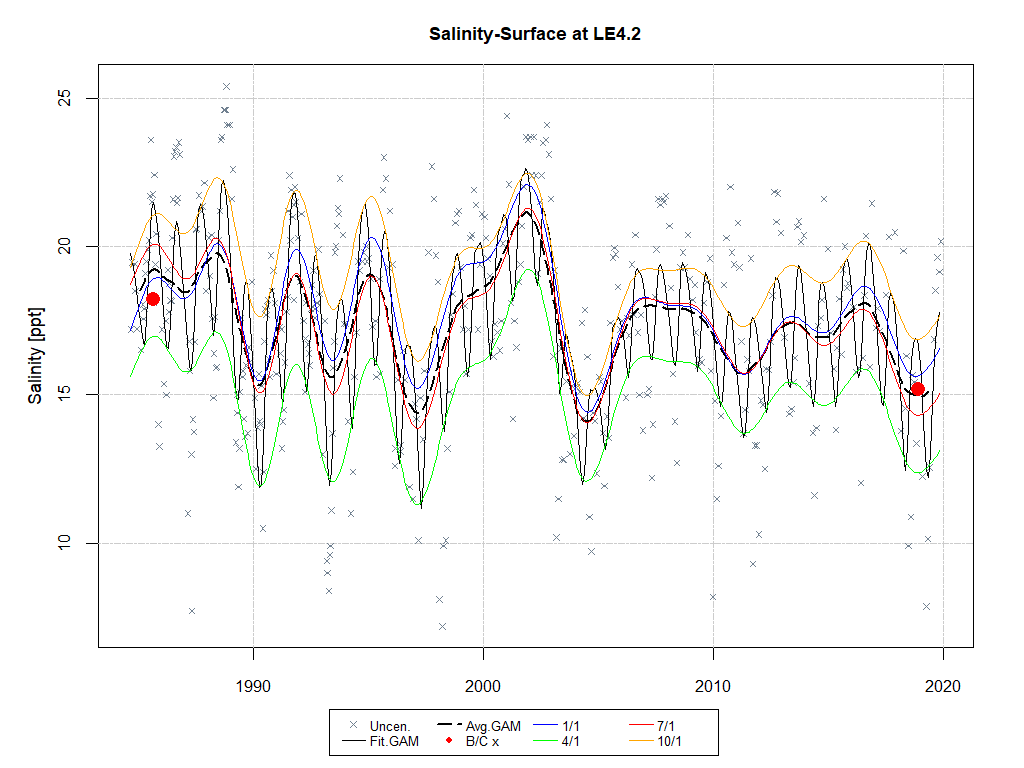 Salinity-Surface at LE4.2
25
20
15
10
Salinity [ppt]
1990 2000 2010 2020
Uncen. Avg.GAM 1/1 7/1
Fit.GAM B/C x 4/1 10/1